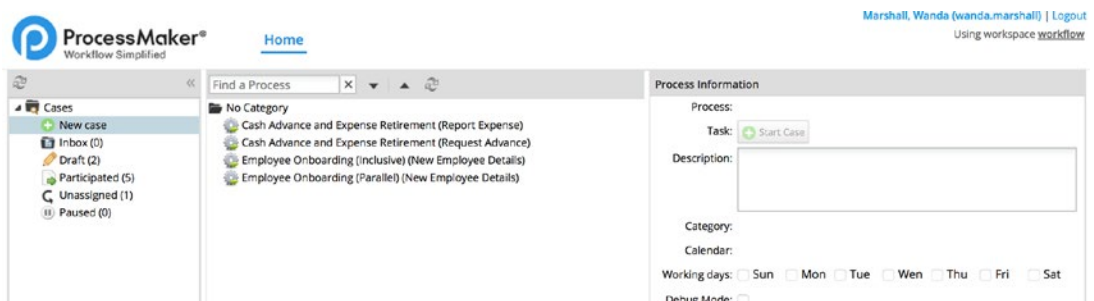 Marshall, Wanda (wanda.marshall) | Logout
ProcessMaker®
Workflow Simplified
Home
Using workspace workflow
Find a Process
Process Information
Cases
New case
Inbox (0)
Draft (2)
Participated (5)
Unassigned (1)
Paused (0)
No Category
Cash Advance and Expense Retirement (Report Expense)
Cash Advance and Expense Retirement (Request Advance)
Employee Onboarding (Inclusive) (New Employee Details)
Employee Onboarding (Parallel) (New Employee Details)
Process:
Task: Start Case
Description:
Category:
Calendar:
Working days: Sun Mon Tue Wen Thu Fri Sat
Debug Mode: